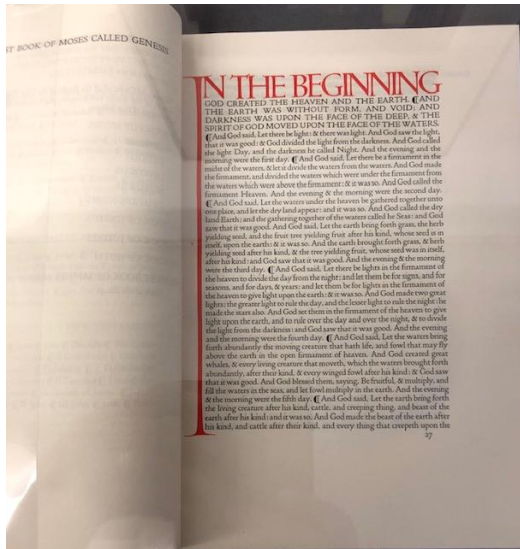 ST BOOK OF MOSES CALLED GENESIS
IN THE BEGINNING
GOD CREATED THE HEAVEN AND THE EARTH. ¶AND
THE EARTH WAS WITHOUT FORM, AND VOID; AND
DARKNESS WAS UPON THE FACE OF THE DEEP, & THE
SPIRIT OF GOD MOVED UPON THE FACE OF THE WATERS.
¶And God said, Let there be light: & there was light. And God saw the light,
that it was good: & God divided the light from the darkness. And God called
the light Day, and the darkness he called Night. And the evening and the
morning were the first day. ¶And God said, Let there be a firmament in the
midst of the waters, & let it divide the waters from the waters. And God made
the firmament, and divided the waters which were under the firmament from
the waters which were above the firmament: & it was so. And God called the
firmament Heaven. And the evening & the morning were the second day.
¶And God said, Let the waters under the heaven be gathered together unto
one place, and let the dry land appear: and it was so. And God called the dry
land Earth; and the gathering together of the waters called he Seas: and God
saw that it was good. And God said, Let the earth bring forth grass, the herb
yielding seed, and the fruit tree yielding fruit after his kind, whose seed is in
itself, upon the earth: & it was so. And the earth brought forth grass, & herb
yielding seed after his kind, & the tree yielding fruit, whose seed was in itself,
after his kind: and God saw that it was good. And the evening & the morning
were the third day. ¶And God said, Let there be lights in the firmament of
the heaven to divide the day from the night; and let them be for signs, and for
seasons, and for days, & years: and let them be for lights in the firmament of
the heaven to give light upon the earth: & it was so. And God made two great
lights; the greater light to rule the day, and the lesser light to rule the night: he
made the stars also. And God set them in the firmament of the heaven to give
light upon the earth, and to rule over the day and over the night, & to divide
the light from the darkness: and God saw that it was good. And the evening
and the morning were the fourth day. ¶And God said, Let the waters bring
forth abundantly the moving creature that hath life, and fowl that may fly
above the earth in the open firmament of heaven. And God created great
whales, & every living creature that moveth, which the waters brought forth
abundantly, after their kind, & every winged fowl after his kind: & God saw
that it was good. And God blessed them, saying, Be fruitful, & multiply, and
fill the waters in the seas, and let fowl multiply in the earth. And the evening
& the morning were the fifth day. ¶And God said, Let the earth bring forth
the living creature after his kind, cattle, and creeping thing, and beast of the
earth after his kind: and it was so. And God made the beast of the earth after
his kind, and cattle after their kind, and every thing that creepeth upon the
27